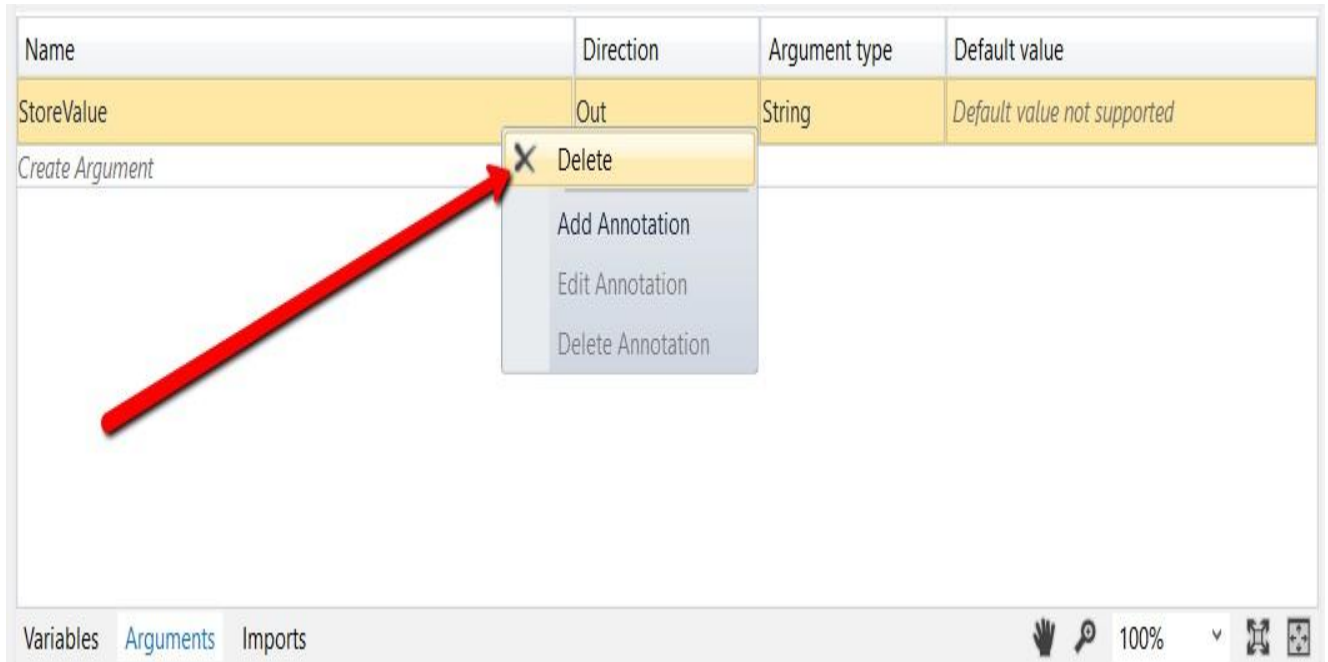 Name Direction Argument type Default value
StoreValue Out String Default value not supported
Create Argument
Delete
Add Annotation
Edit Annotation
Delete Annotation
Variables Arguments Imports 100%